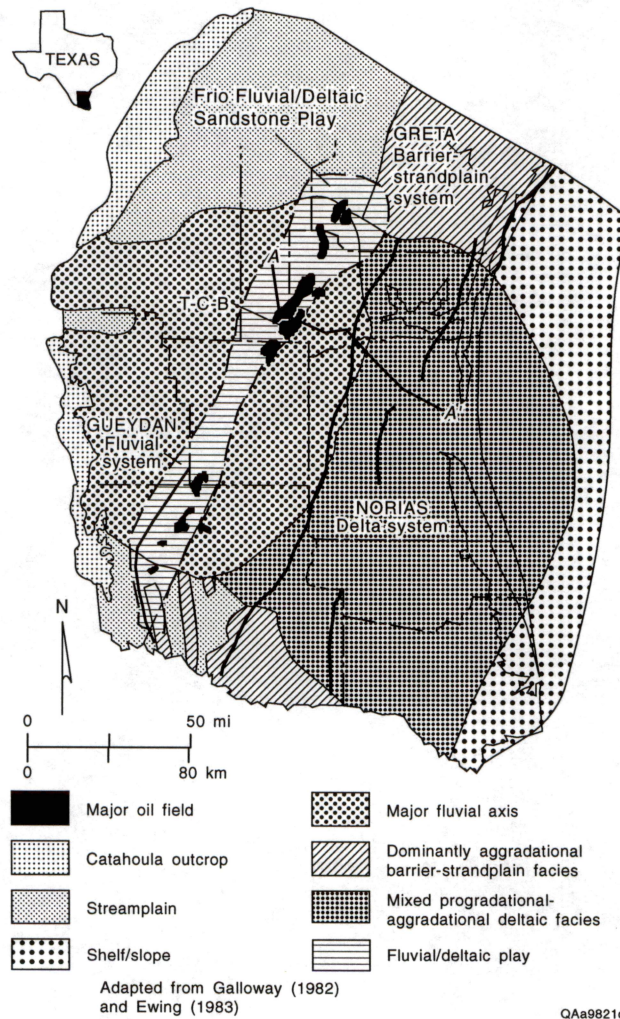 TEXAS
Frio Fluvial/Deltaic
Sandstone Play
GRETA
Barrier-
strandplain
system
A
T-C-B
A'
GUEYDAN
Fluvial
system
NORIAS
Delta system
N
0 50 mi
0 80 km
Major oil field
Major fluvial axis
Catahoula outcrop
Dominantly aggradational
barrier-strandplain facies
Streamplain
Mixed progradational-
aggradational deltaic facies
Shelf/slope
Fluvial/deltaic play
Adapted from Galloway (1982)
and Ewing (1983)
QAa9821c